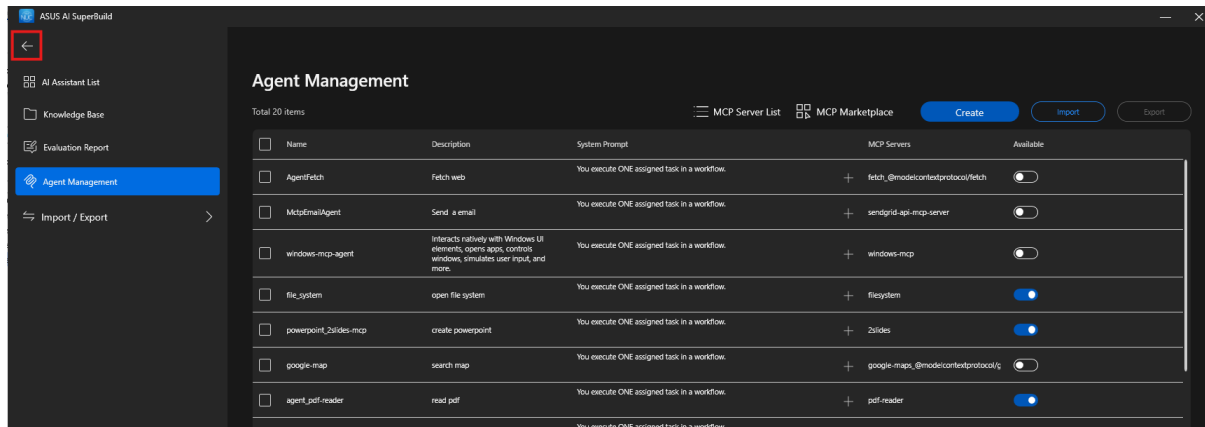 ASUS AI SuperBuild
AI Assistant List
Knowledge Base
Evaluation Report
Agent Management
Import / Export
Agent Management
Total 20 items
MCP Server List
MCP Marketplace
Create
Import
Export
Name Description System Prompt MCP Servers Available
AgentFetch Fetch web You execute ONE assigned task in a workflow. fetch_@modelcontextprotocol/fetch
MctpEmailAgent Send a email You execute ONE assigned task in a workflow. sendgrid-api-mcp-server
windows-mcp-agent Interacts natively with Windows UI elements, opens apps, controls windows, simulates user input, and more. You execute ONE assigned task in a workflow. windows-mcp
file_system open file system You execute ONE assigned task in a workflow. filesystem
powerpoint_2slides-mcp create powerpoint You execute ONE assigned task in a workflow. 2slides
google-map search map You execute ONE assigned task in a workflow. google-maps_@modelcontextprotocol/g
agent_pdf-reader read pdf You execute ONE assigned task in a workflow. pdf-reader
You execute ONE assigned task in a workflow.